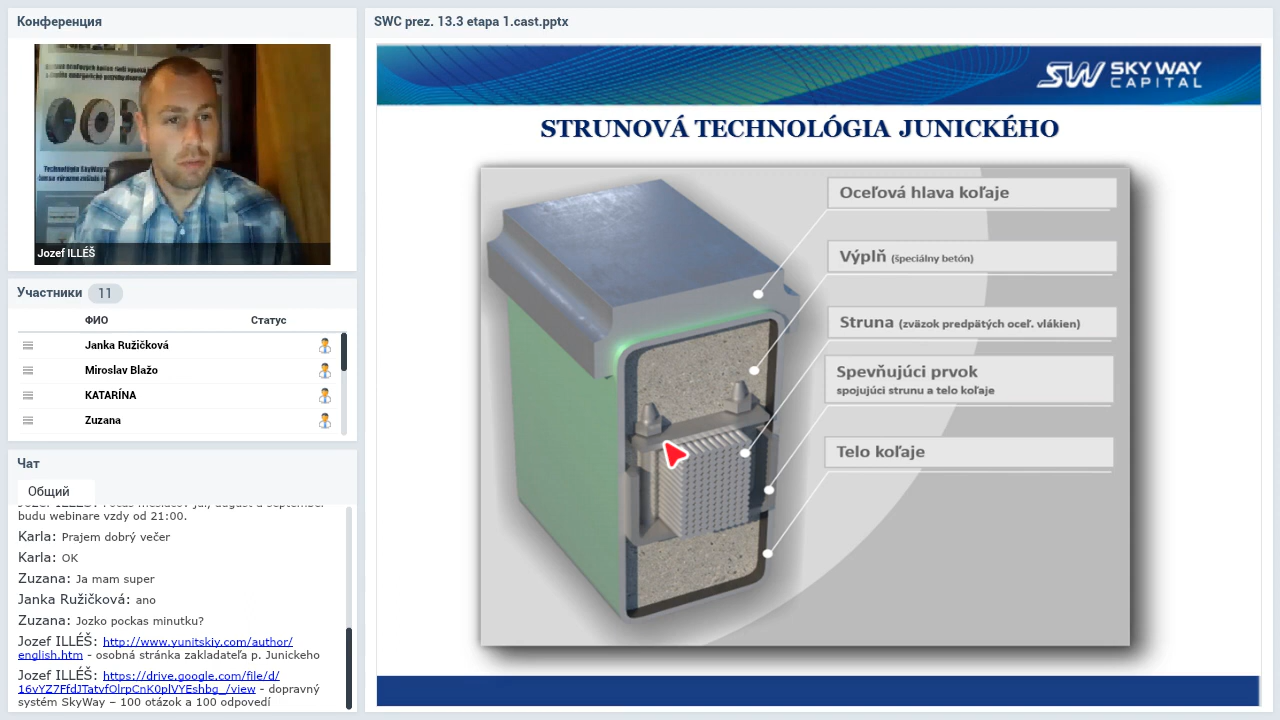 Конференция
Technológia SkyWay
Jozef ILLÉŠ
Участники 11
ФИО Статус
Janka Ružičková
Miroslav Blažo
KATARÍNA
Zuzana
Чат
Общий
budu webinare vzdy od 21:00.
Karla: Prajem dobrý večer
Karla: OK
Zuzana: Ja mam super
Janka Ružičková: ano
Zuzana: Jozko pockas minutku?
Jozef ILLÉŠ: http://www.yunitskiy.com/author/
english.htm - osobná stránka zakladateľa p. Junickeho
Jozef ILLÉŠ: https://drive.google.com/file/d/
16vYZ7FfdJTatvfOlrpCnK0plVYEshbg_/view - dopravný
systém SkyWay – 100 otázok a 100 odpovedí
SWC prez. 13.3 etapa 1.cast.pptx
SW SKY WAY
CAPITAL
STRUNOVÁ TECHNOLÓGIA JUNICKÉHO
Oceľová hlava koľaje
Výplň (špeciálny betón)
Struna (zväzok predpätých oceľ. vlákien)
Spevňujúci prvok
spojujúci strunu a telo koľaje
Telo koľaje